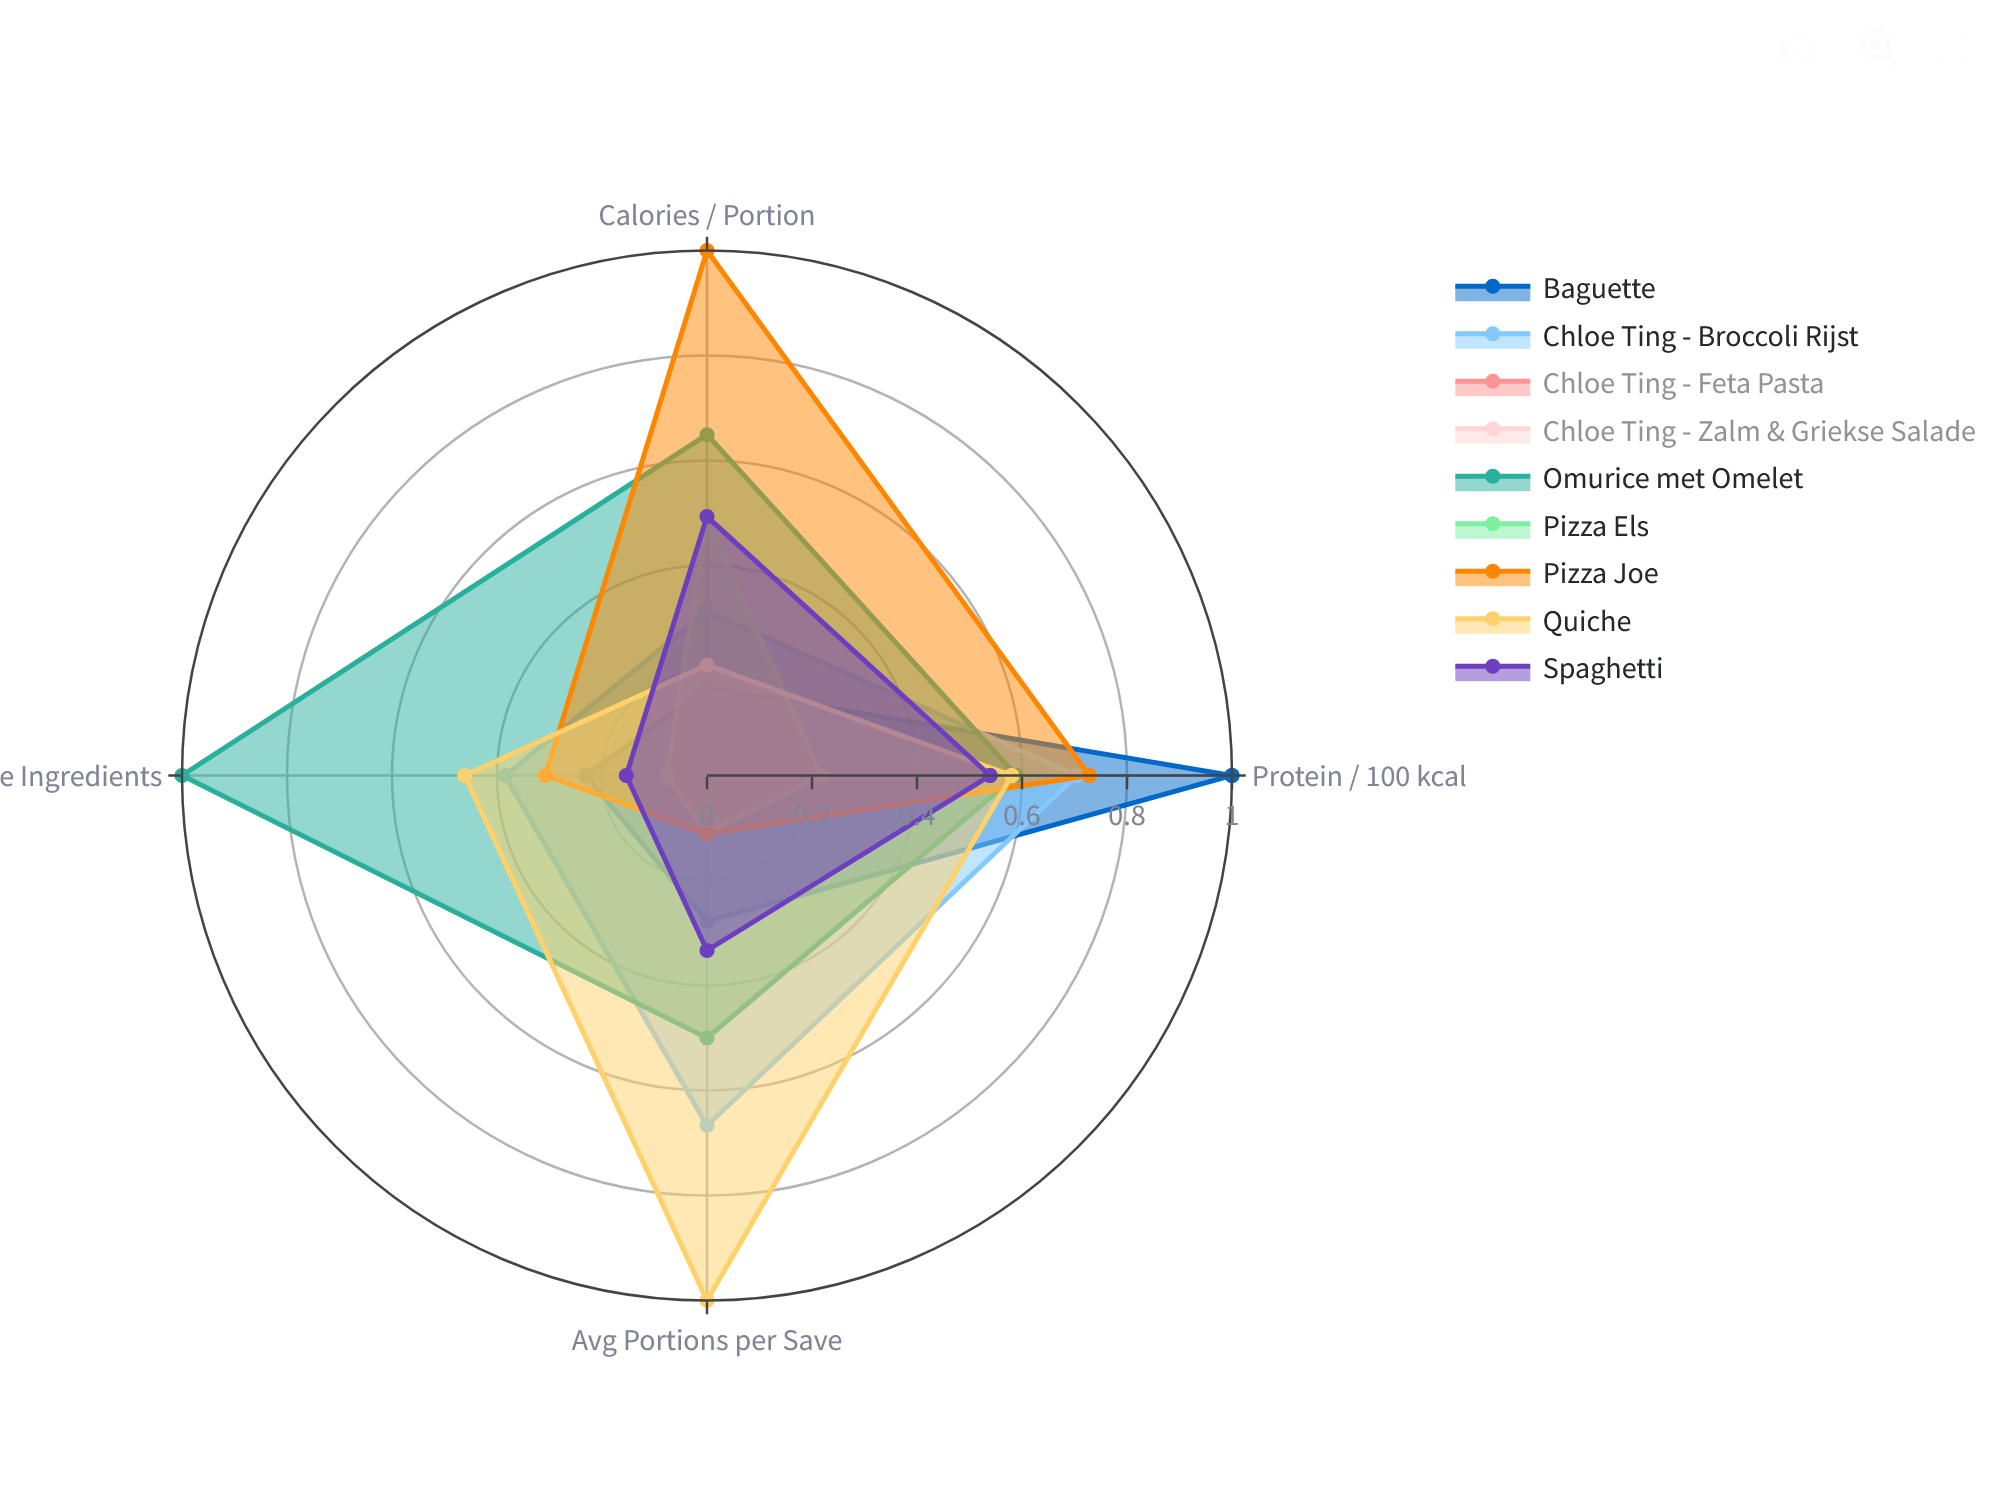 Calories / Portion
Baguette
Chloe Ting - Broccoli Rijst
Chloe Ting - Feta Pasta
Chloe Ting - Zalm & Griekse Salade
Omurice met Omelet
Pizza Els
Pizza Joe
Quiche
Spaghetti
e Ingredients
Protein / 100 kcal
0 0.2 0.4 0.6 0.8 1
Avg Portions per Save